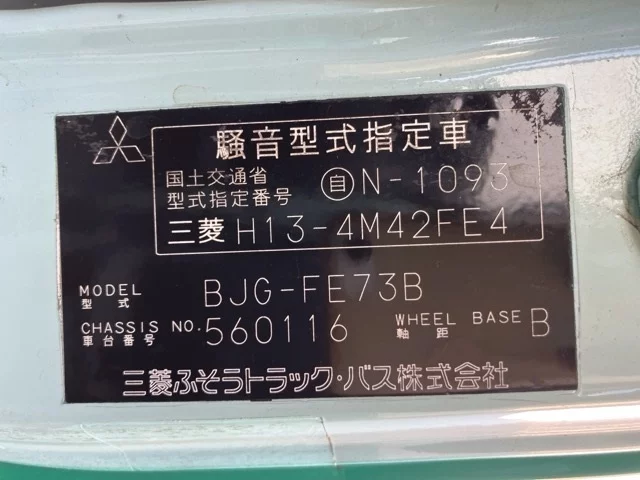 騒音型式指定車
国土交通省
型式指定番号 自 N-1093
三菱 H13-4M42FE4
MODEL
型式 BJG-FE73B
CHASSIS NO.
車台番号 560116 WHEEL BASE
軸距 B
三菱ふそうトラック・バス株式会社